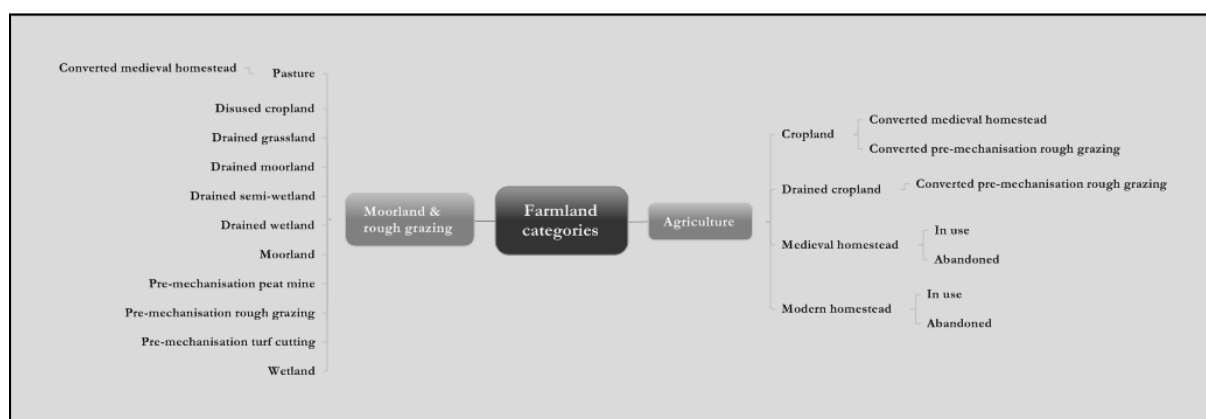 Converted medieval homestead
Pasture
Disused cropland
Drained grassland
Drained moorland
Drained semi-wetland
Drained wetland
Moorland
Pre-mechanisation peat mine
Pre-mechanisation rough grazing
Pre-mechanisation turf cutting
Wetland
Moorland &
rough grazing
Farmland
categories
Agriculture
Cropland
Converted medieval homestead
Converted pre-mechanisation rough grazing
Drained cropland
Converted pre-mechanisation rough grazing
Medieval homestead
In use
Abandoned
Modern homestead
In use
Abandoned